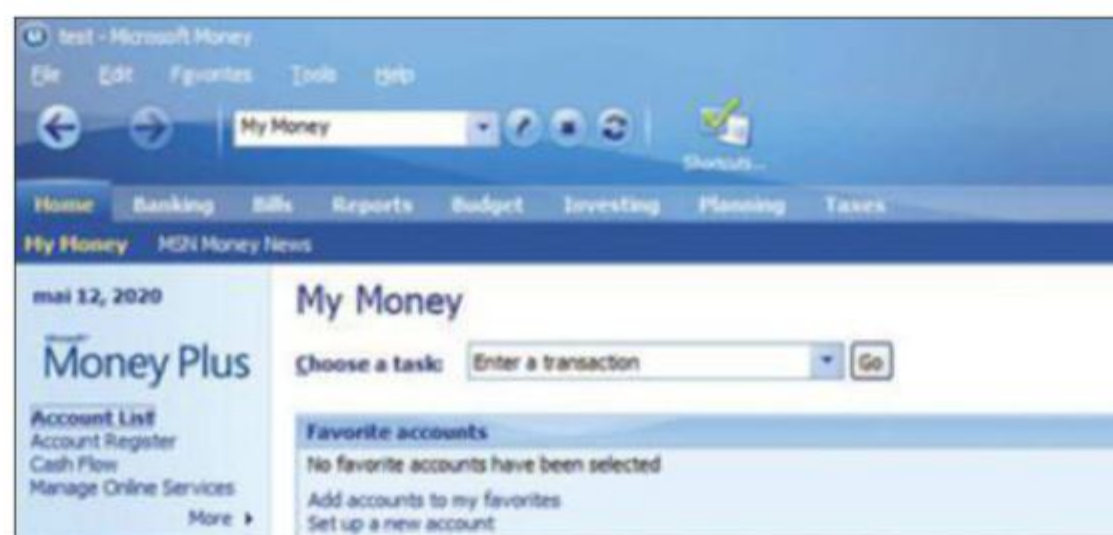 test - Microsoft Money
File Edit Favorites Tools Help
My Money
Shortcuts...
Home Banking Bills Reports Budget Investing Planning Taxes
My Money MSN Money News
mai 12, 2020
Microsoft
Money Plus
Account List
Account Register
Cash Flow
Manage Online Services
More
My Money
Choose a task: Enter a transaction Go
Favorite accounts
No favorite accounts have been selected
Add accounts to my favorites
Set up a new account